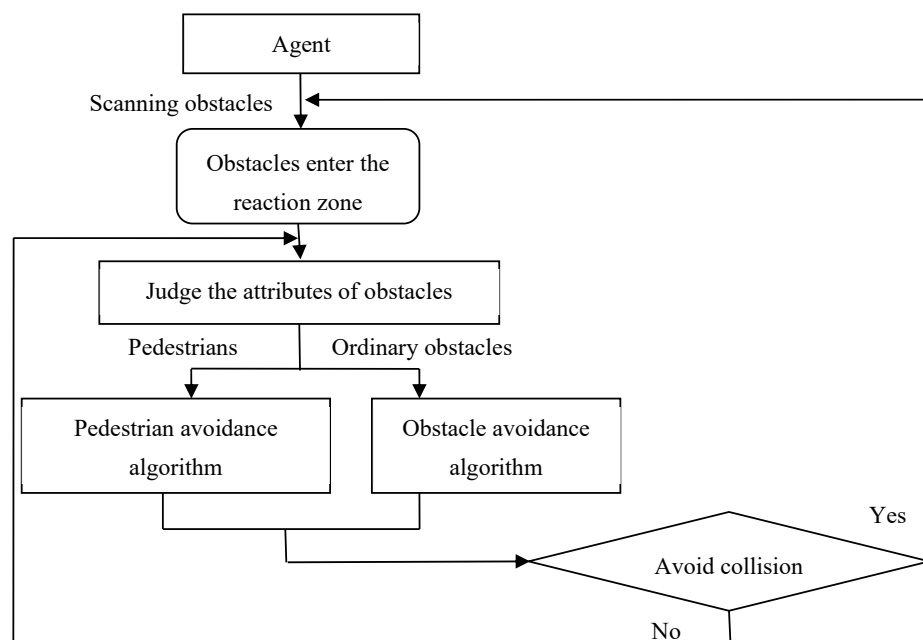 Agent
Scanning obstacles
Obstacles enter the
reaction zone
Judge the attributes of obstacles
Pedestrians
Ordinary obstacles
Pedestrian avoidance
algorithm
Obstacle avoidance
algorithm
Yes
Avoid collision
No